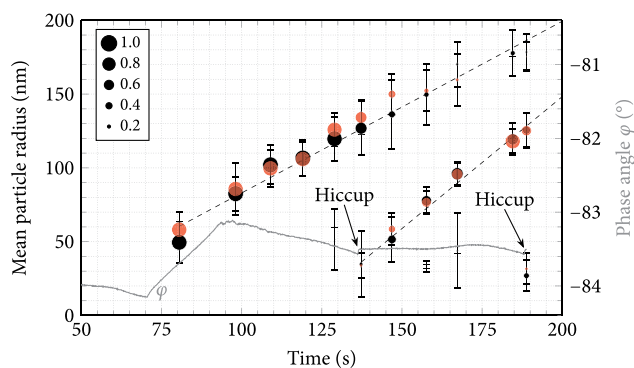 200
150
100
50
0
Mean particle radius (nm)
1.0
0.8
0.6
0.4
0.2
Hiccup
Hiccup
φ
−81
−82
−83
−84
Phase angle φ (°)
50 75 100 125 150 175 200
Time (s)